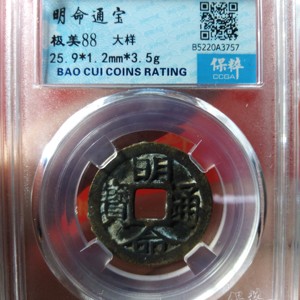 明命通宝
极美88 大样
25.9*1.2mm*3.5g
BAO CUI COINS RATING
B5220A3757
保粹
CCGA
明命通寳